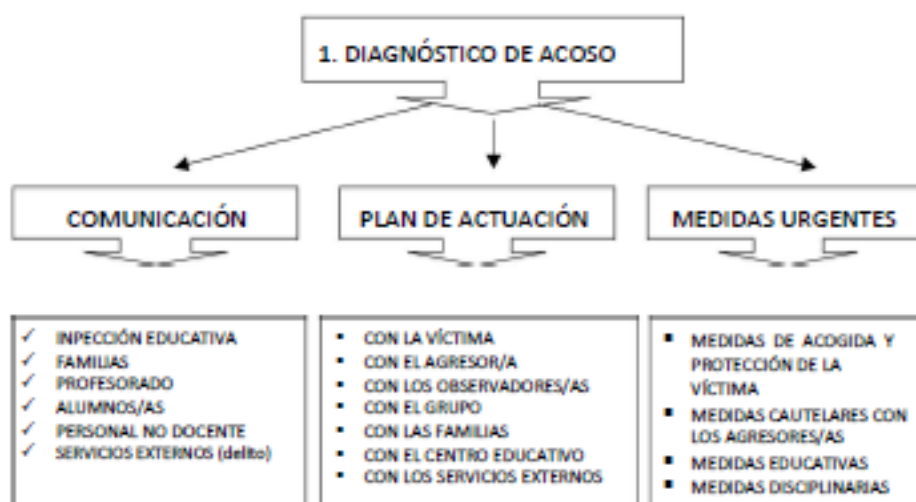 1. DIAGNÓSTICO DE ACOSO
COMUNICACIÓN
PLAN DE ACTUACIÓN
MEDIDAS URGENTES
INPECCIÓN EDUCATIVA
FAMILIAS
PROFESORADO
ALUMNOS/AS
PERSONAL NO DOCENTE
SERVICIOS EXTERNOS (delito)
CON LA VÍCTIMA
CON EL AGRESOR/A
CON LOS OBSERVADORES/AS
CON EL GRUPO
CON LAS FAMILIAS
CON EL CENTRO EDUCATIVO
CON LOS SERVICIOS EXTERNOS
MEDIDAS DE ACOGIDA Y
PROTECCIÓN DE LA
VÍCTIMA
MEDIDAS CAUTELARES CON
LOS AGRESORES/AS
MEDIDAS EDUCATIVAS
MEDIDAS DISCIPLINARIAS